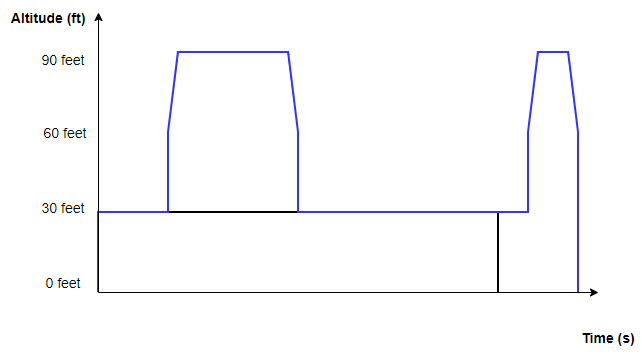 Altitude (ft)
90 feet
60 feet
30 feet
0 feet
Time (s)